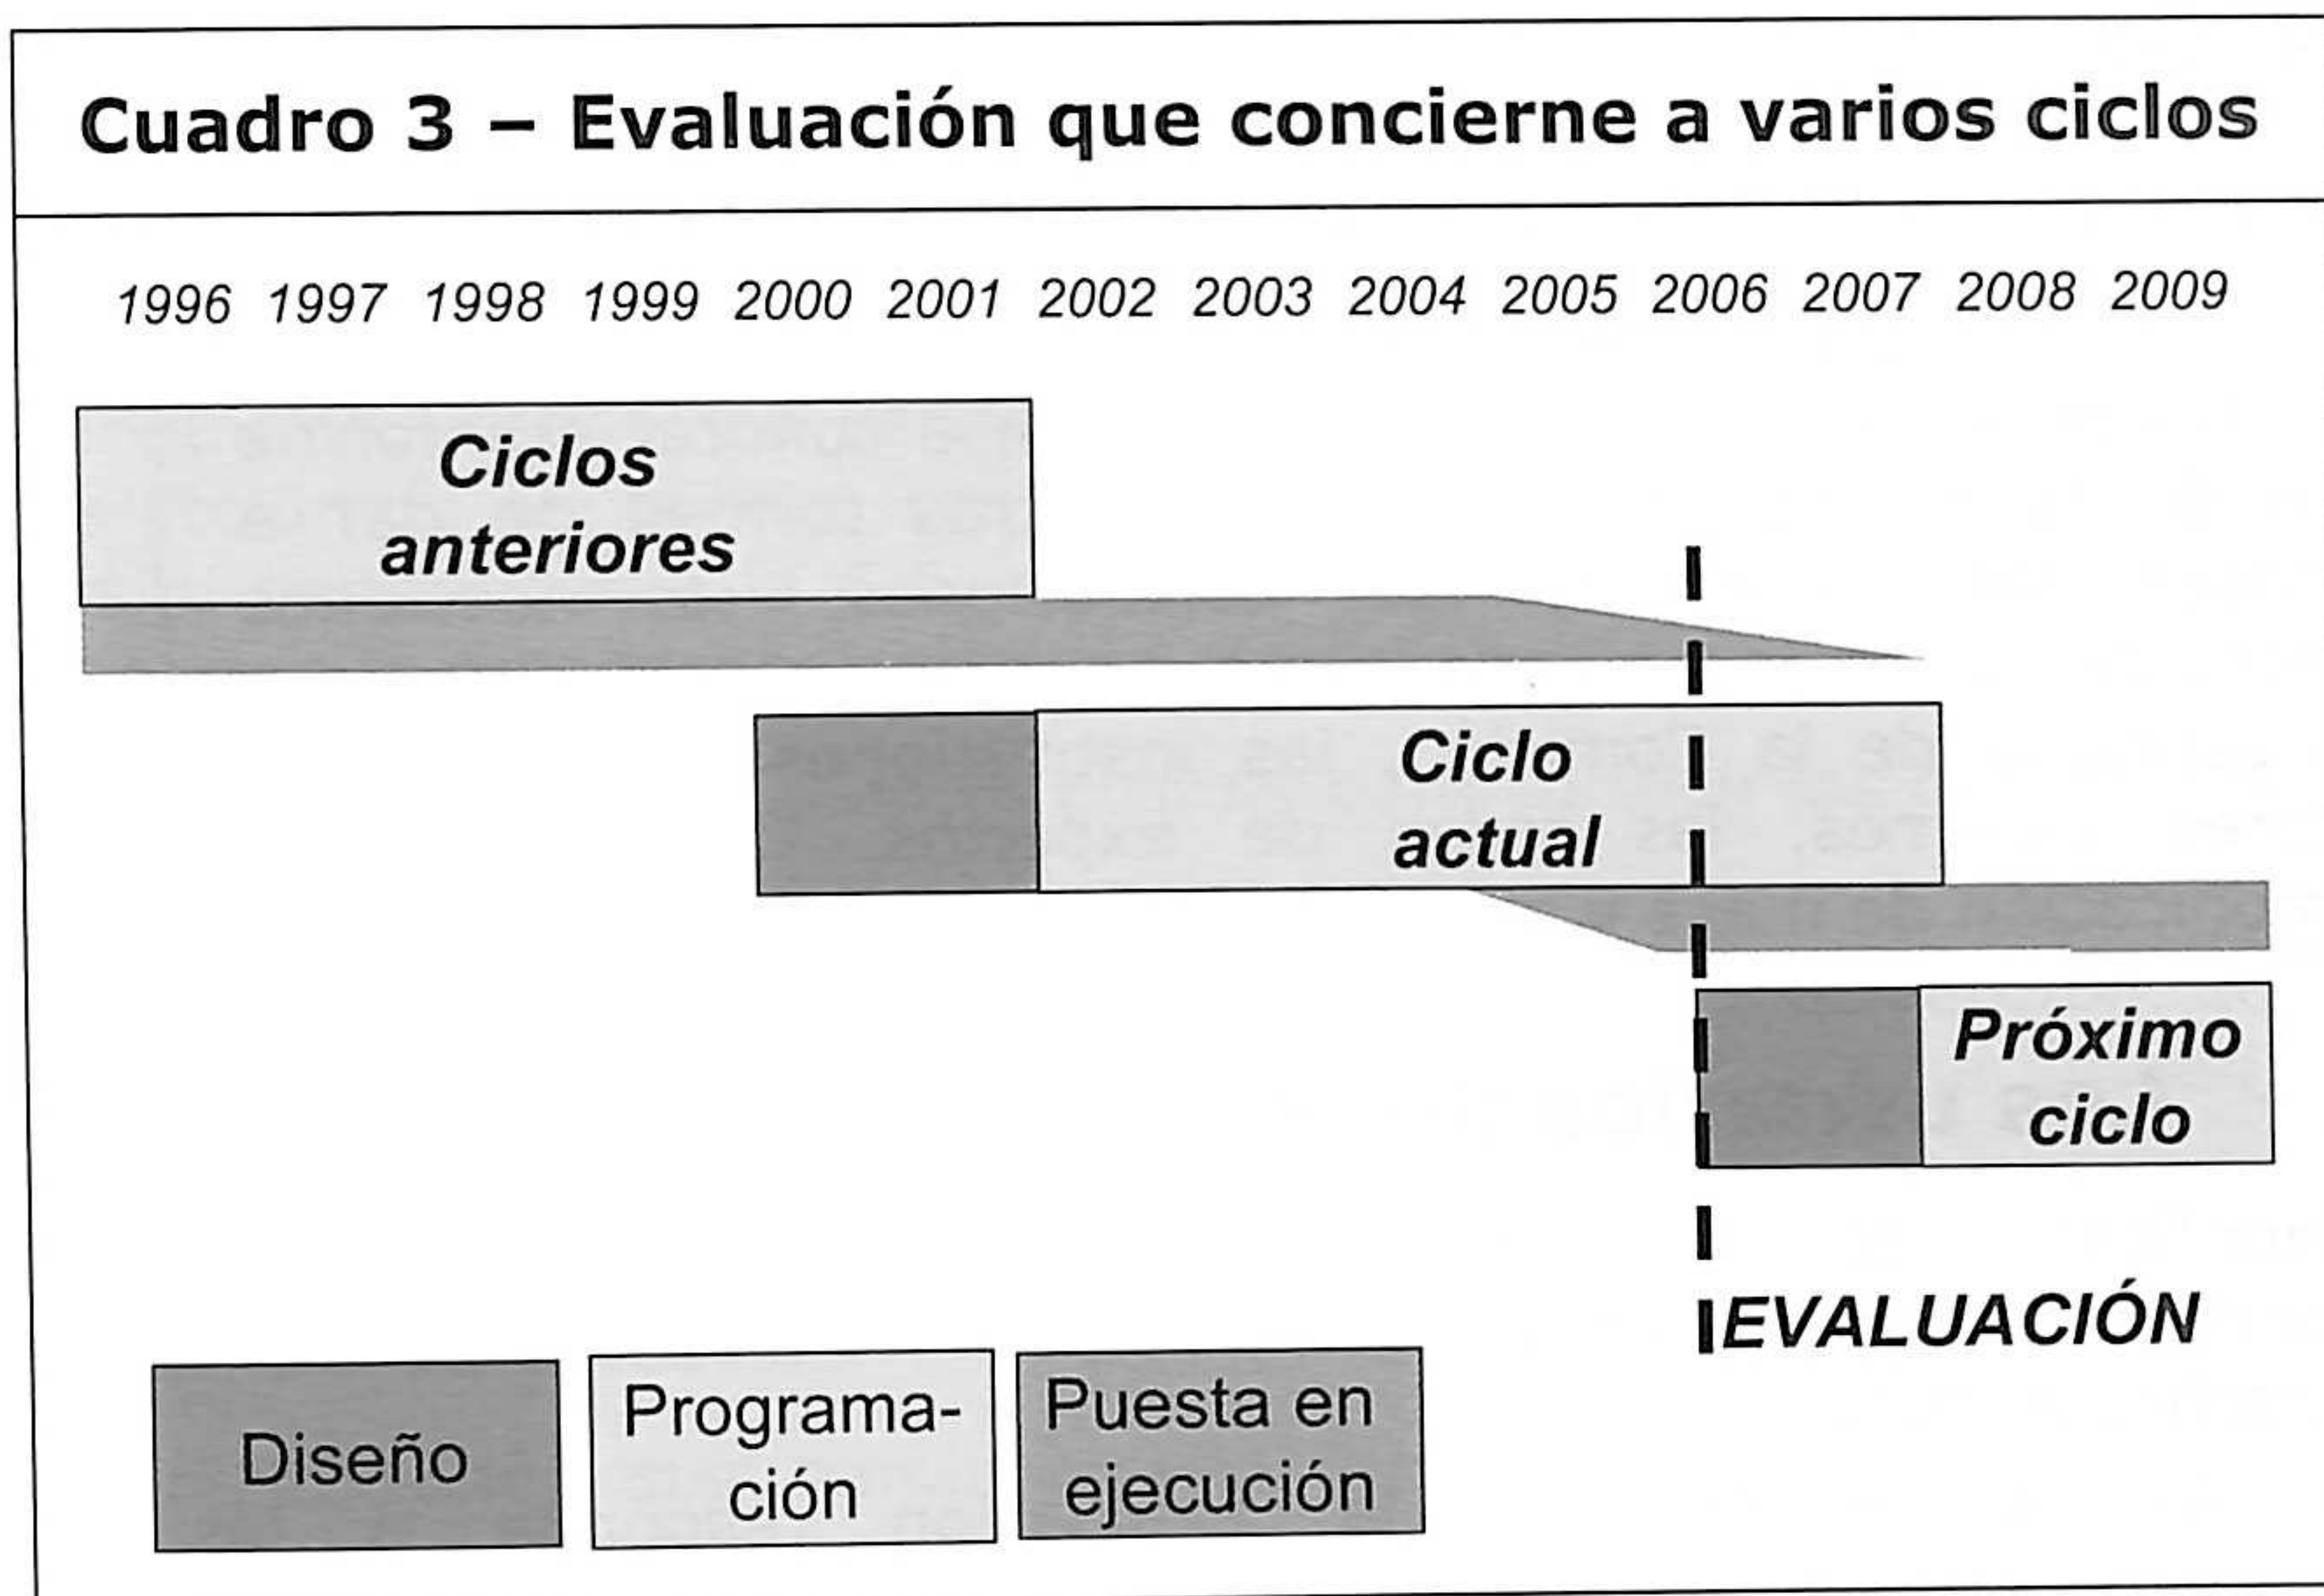 Cuadro 3 – Evaluación que concierne a varios ciclos
1996 1997 1998 1999 2000 2001 2002 2003 2004 2005 2006 2007 2008 2009
Ciclos
anteriores
Ciclo
actual
Próximo
ciclo
EVALUACIÓN
Diseño
Programa-
ción
Puesta en
ejecución